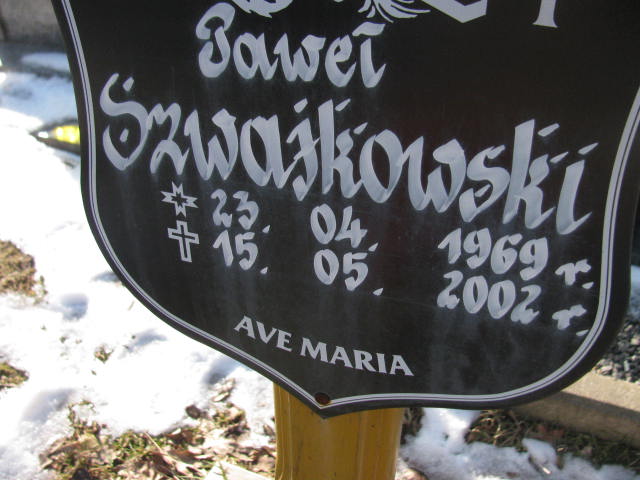 Paweł
Szwajkowski
23. 04. 1969 r.
15. 05. 2002 r.
AVE MARIA